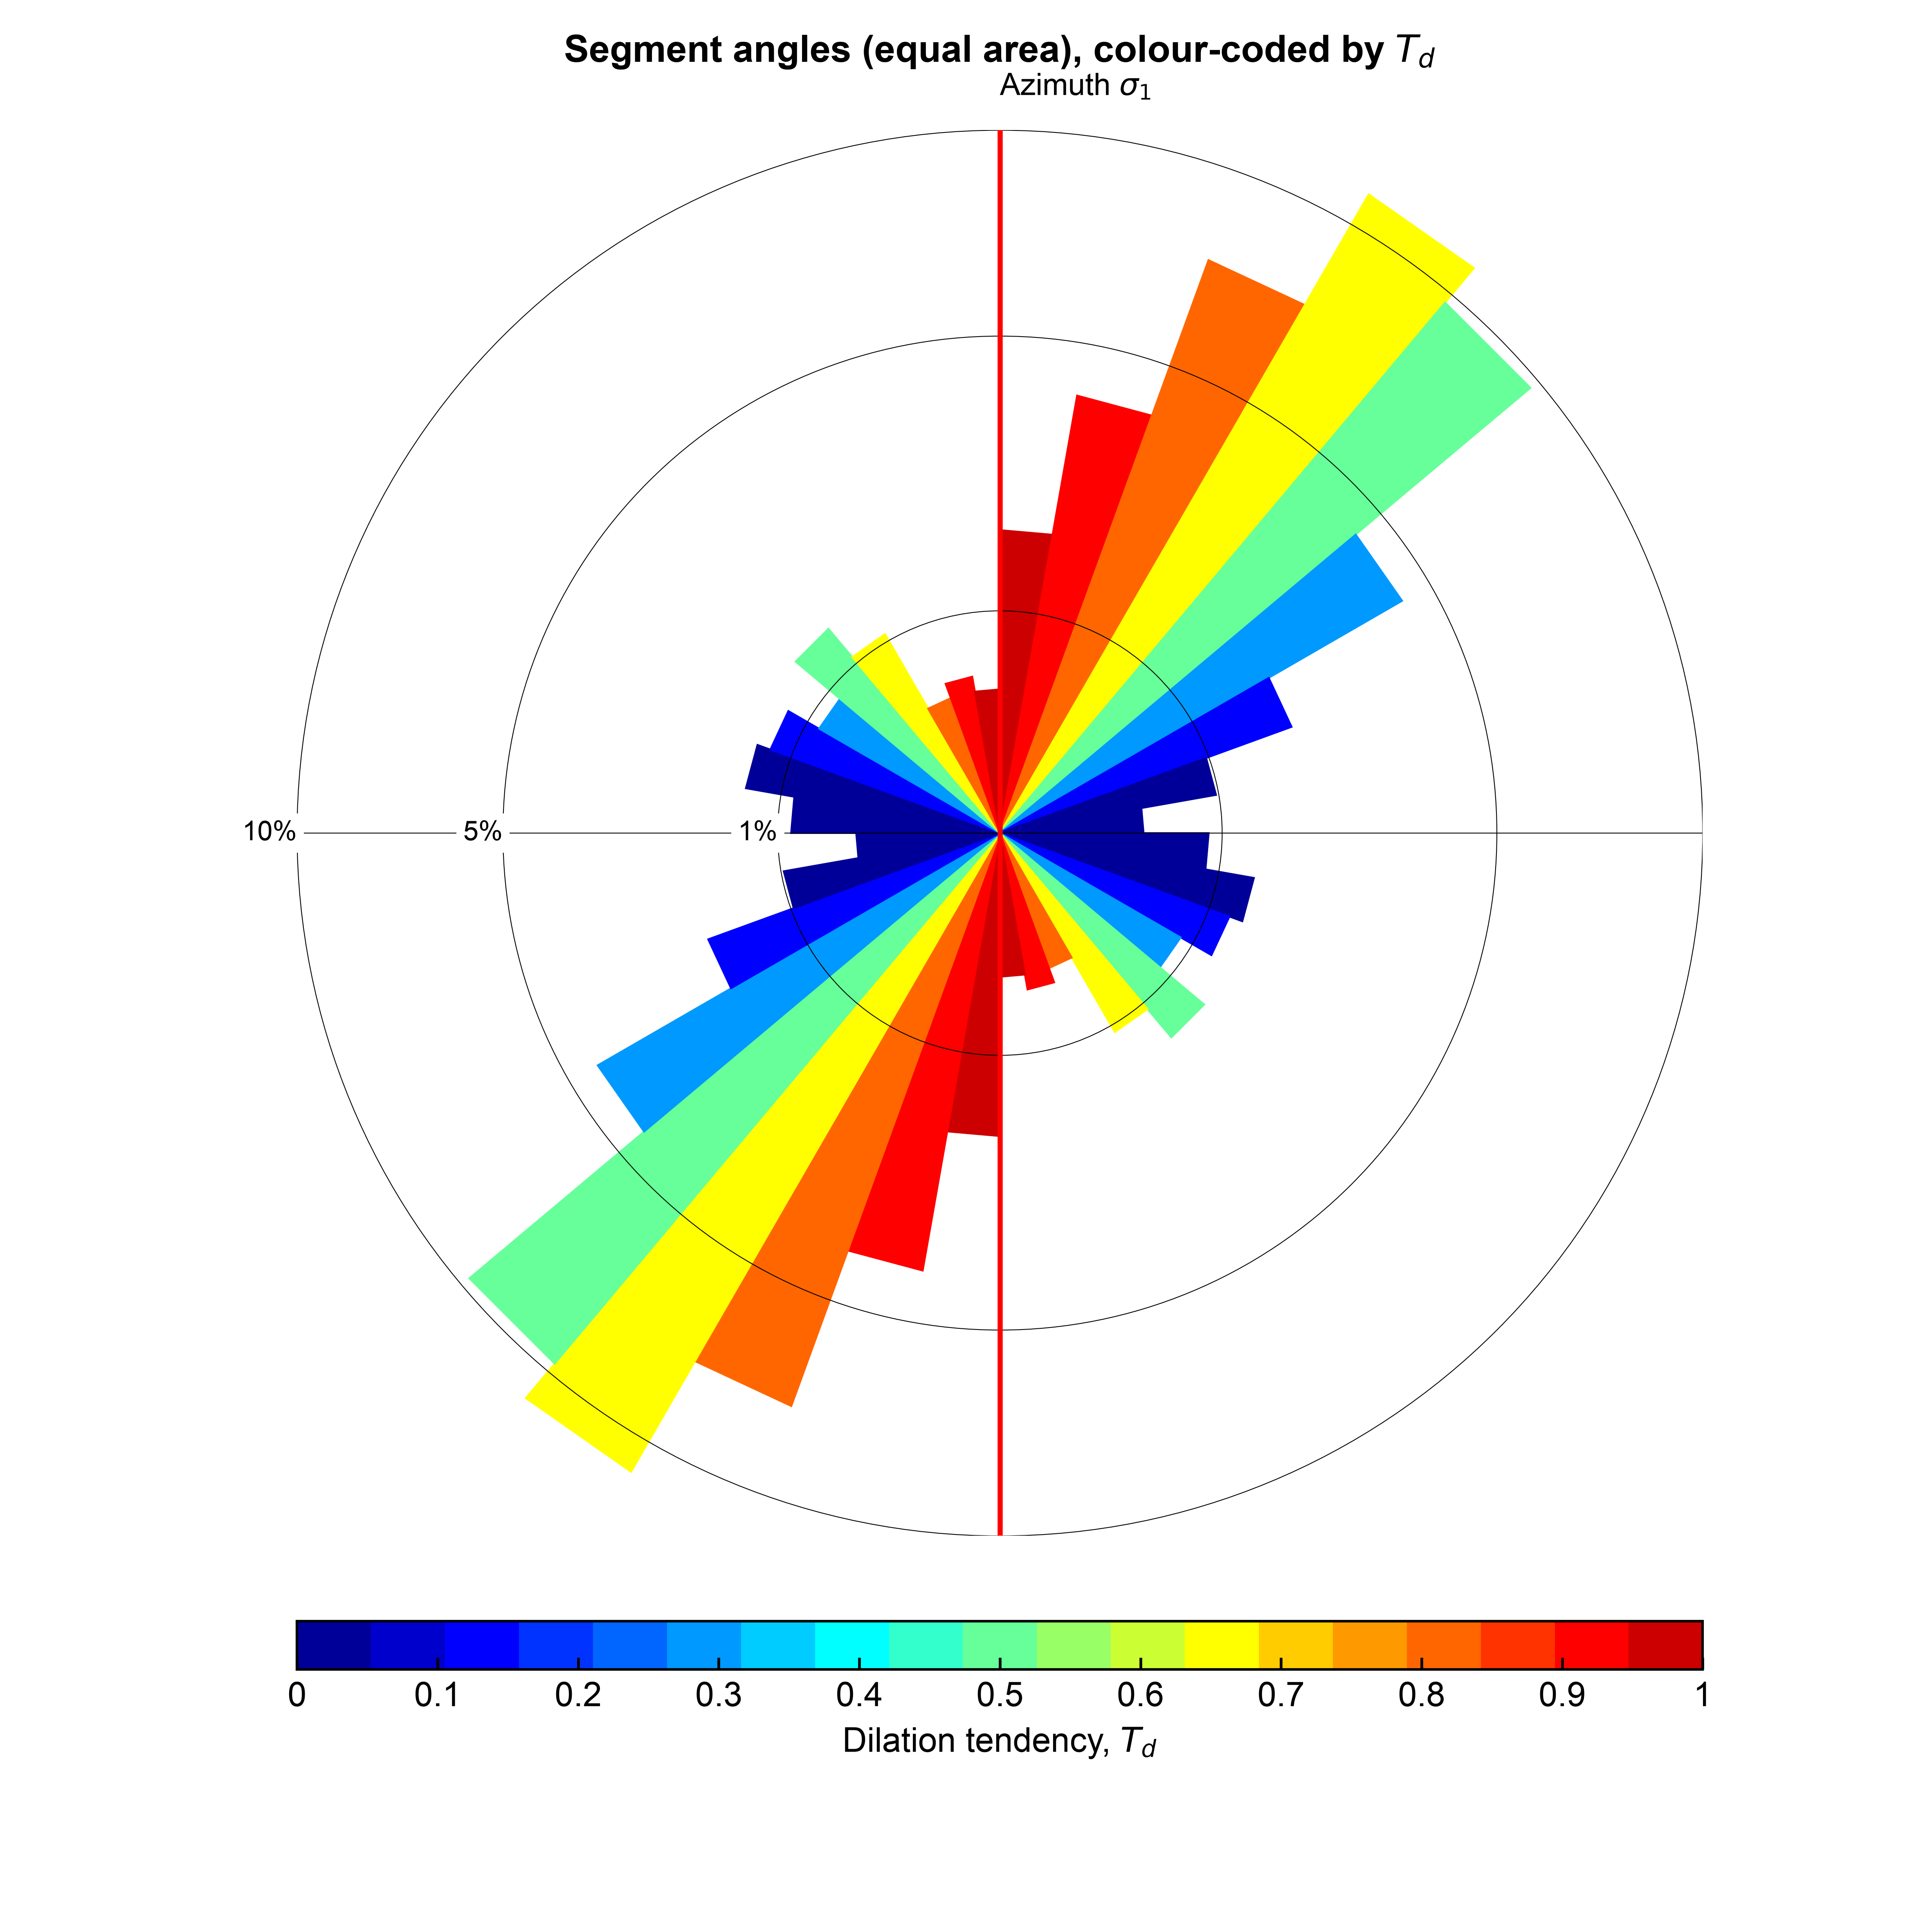 Segment angles (equal area), colour-coded by T_d
Azimuth σ_1
10% 5% 1%
0 0.1 0.2 0.3 0.4 0.5 0.6 0.7 0.8 0.9 1
Dilation tendency, T_d